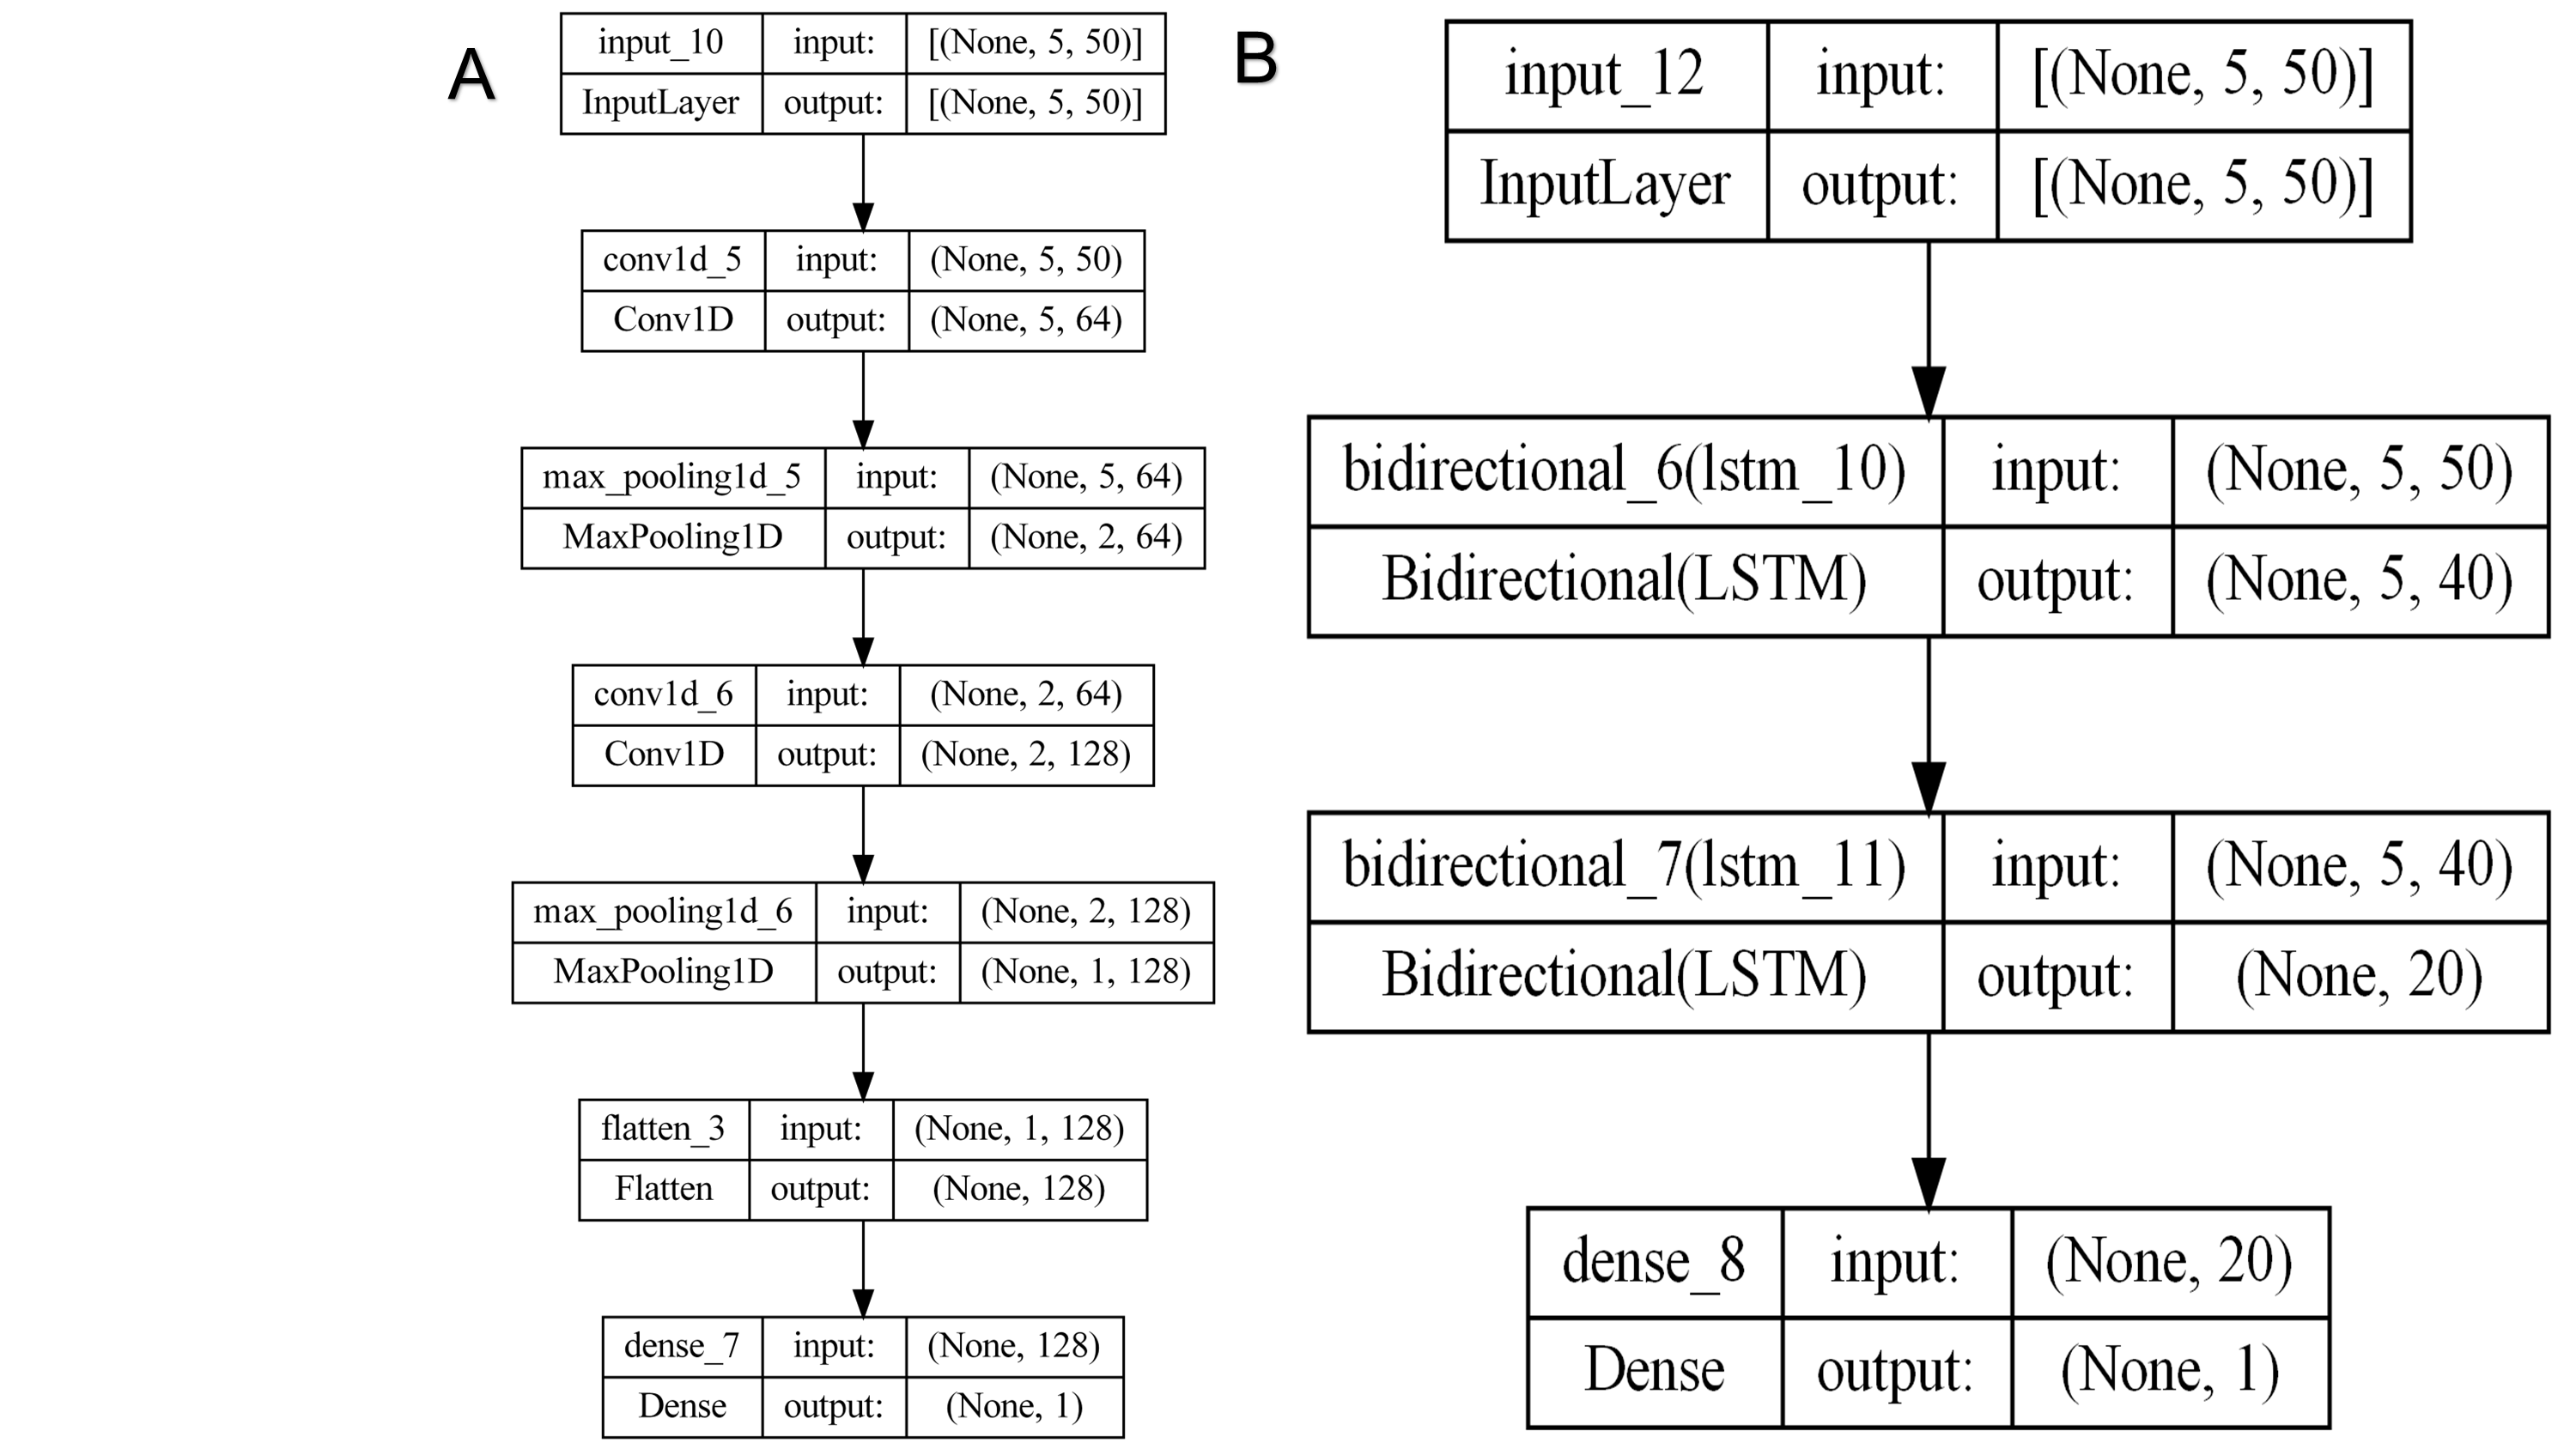 A
input_10 input: [(None, 5, 50)]
InputLayer output: [(None, 5, 50)]
conv1d_5 input: (None, 5, 50)
Conv1D output: (None, 5, 64)
max_pooling1d_5 input: (None, 5, 64)
MaxPooling1D output: (None, 2, 64)
conv1d_6 input: (None, 2, 64)
Conv1D output: (None, 2, 128)
max_pooling1d_6 input: (None, 2, 128)
MaxPooling1D output: (None, 1, 128)
flatten_3 input: (None, 1, 128)
Flatten output: (None, 128)
dense_7 input: (None, 128)
Dense output: (None, 1)
B
input_12 input: [(None, 5, 50)]
InputLayer output: [(None, 5, 50)]
bidirectional_6(lstm_10) input: (None, 5, 50)
Bidirectional(LSTM) output: (None, 5, 40)
bidirectional_7(lstm_11) input: (None, 5, 40)
Bidirectional(LSTM) output: (None, 20)
dense_8 input: (None, 20)
Dense output: (None, 1)